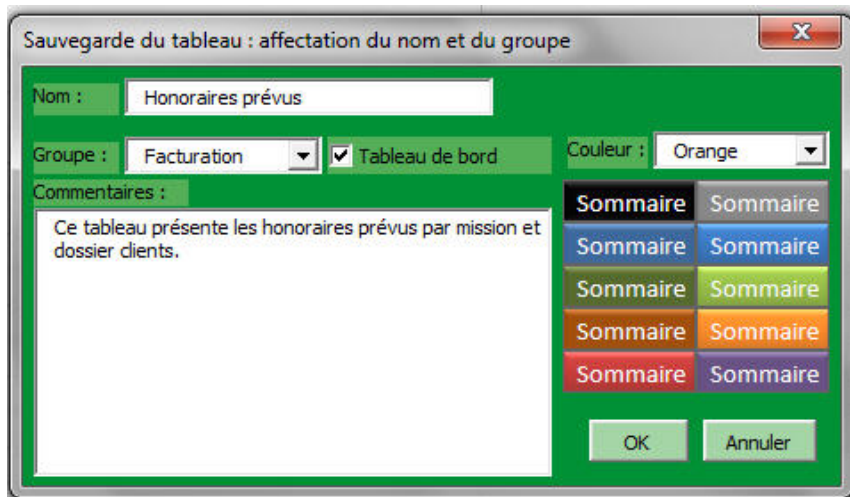 Sauvegarde du tableau : affectation du nom et du groupe
Nom : Honoraires prévus
Groupe : Facturation Tableau de bord Couleur : Orange
Commentaires :
Ce tableau présente les honoraires prévus par mission et
dossier clients.
Sommaire Sommaire
Sommaire Sommaire
Sommaire Sommaire
Sommaire Sommaire
Sommaire Sommaire
OK Annuler